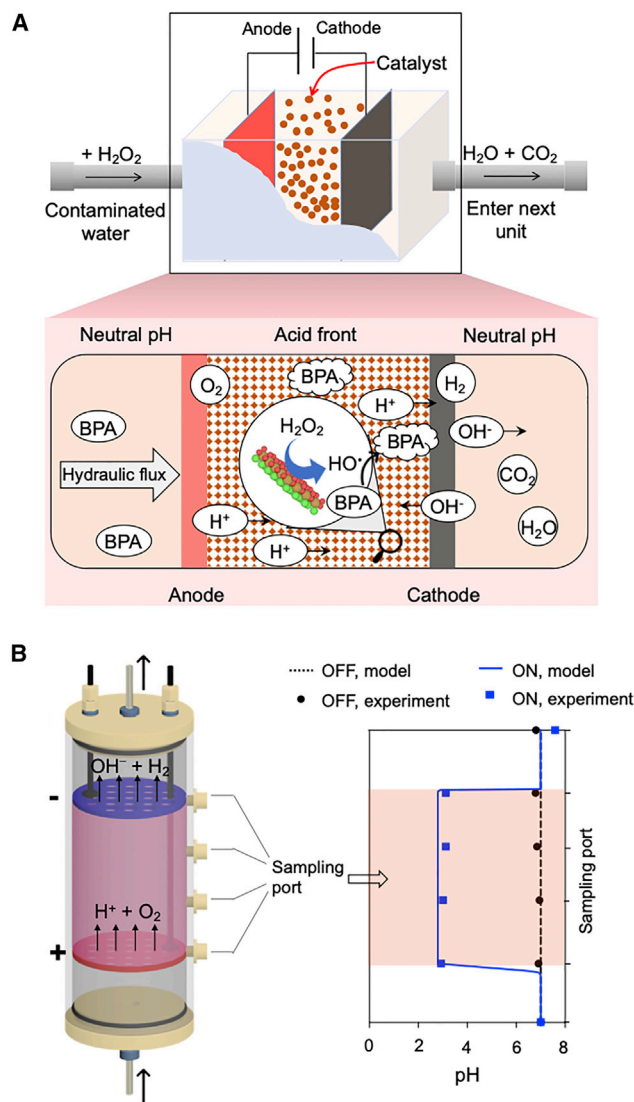 A
Anode Cathode
Catalyst
+ H₂O₂
H₂O + CO₂
Contaminated
water
Enter next
unit
Neutral pH Acid front Neutral pH
O₂
BPA
H₂
H⁺
BPA
H₂O₂
BPA
OH⁻
HO•
Hydraulic flux
BPA
CO₂
H⁺
OH⁻
BPA
H⁺
H₂O
Anode Cathode
B
OFF, model ON, model
OFF, experiment ON, experiment
OH⁻ + H₂
-
Sampling
port
H⁺ + O₂
+
Sampling port
0 2 4 6 8
pH